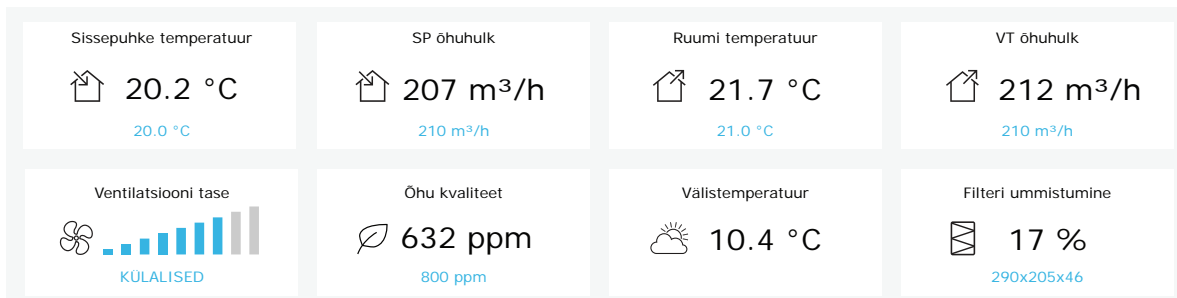 Sissepuhke temperatuur
20.2 °C
20.0 °C
SP õhuhulk
207 m³/h
210 m³/h
Ruumi temperatuur
21.7 °C
21.0 °C
VT õhuhulk
212 m³/h
210 m³/h
Ventilatsiooni tase
KÜLALISED
Õhu kvaliteet
632 ppm
800 ppm
Välistemperatuur
10.4 °C
Filteri ummistumine
17 %
290x205x46